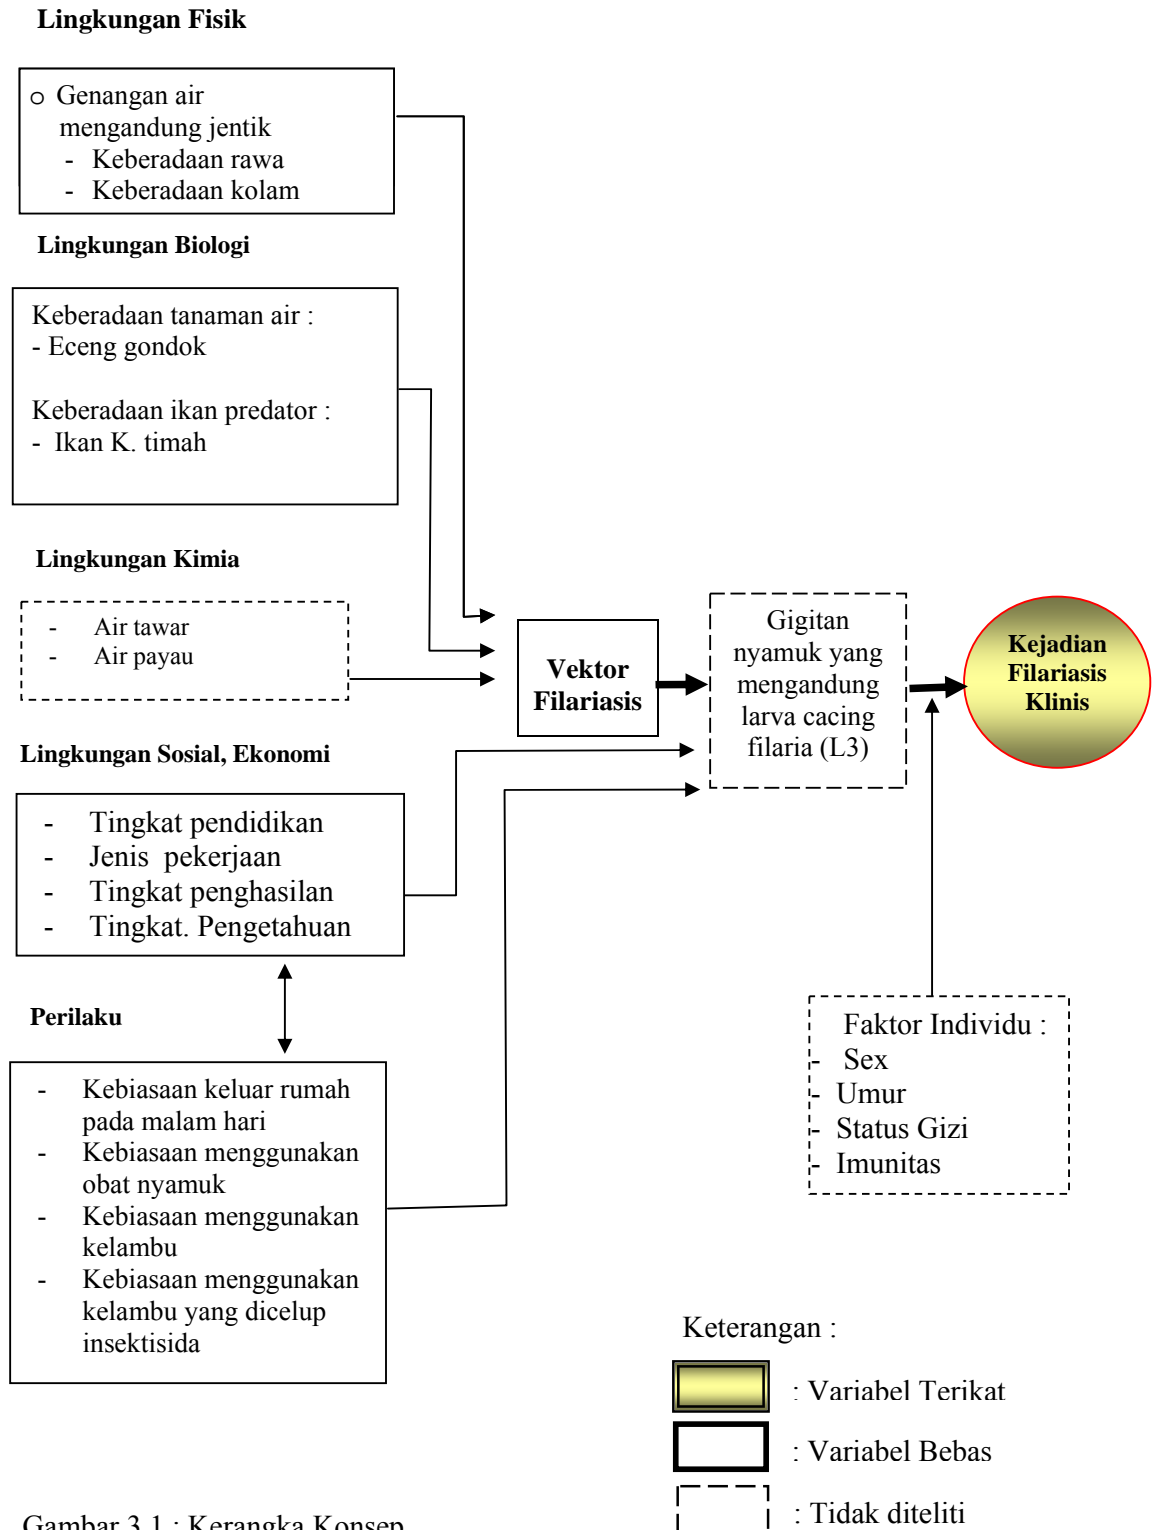 Lingkungan Fisik
o Genangan air
mengandung jentik
- Keberadaan rawa
- Keberadaan kolam
Lingkungan Biologi
Keberadaan tanaman air :
- Eceng gondok
Keberadaan ikan predator :
- Ikan K. timah
Lingkungan Kimia
- Air tawar
- Air payau
Vektor
Filariasis
Gigitan
nyamuk yang
mengandung
larva cacing
filaria (L3)
Kejadian
Filariasis
Klinis
Lingkungan Sosial, Ekonomi
- Tingkat pendidikan
- Jenis pekerjaan
- Tingkat penghasilan
- Tingkat. Pengetahuan
Perilaku
- Kebiasaan keluar rumah
pada malam hari
- Kebiasaan menggunakan
obat nyamuk
- Kebiasaan menggunakan
kelambu
- Kebiasaan menggunakan
kelambu yang dicelup
insektisida
Faktor Individu :
- Sex
- Umur
- Status Gizi
- Imunitas
Keterangan :
: Variabel Terikat
: Variabel Bebas
: Tidak diteliti
Gambar 3.1 : Kerangka Konsep